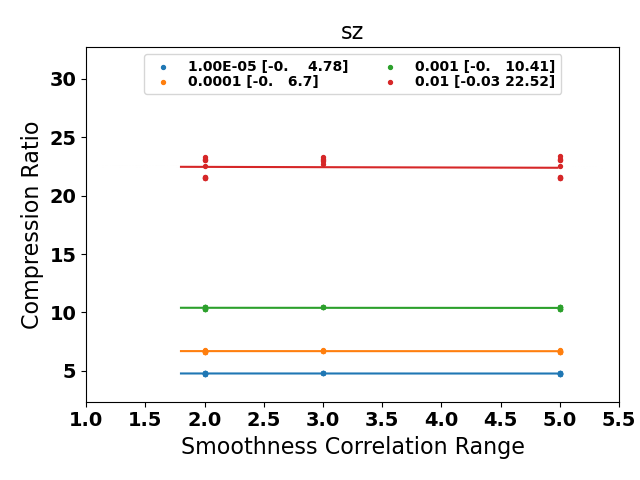 sz
1.00E-05 [-0.    4.78]
0.0001 [-0.   6.7]
0.001 [-0.   10.41]
0.01 [-0.03 22.52]
Compression Ratio
30
25
20
15
10
5
1.0 1.5 2.0 2.5 3.0 3.5 4.0 4.5 5.0 5.5
Smoothness Correlation Range